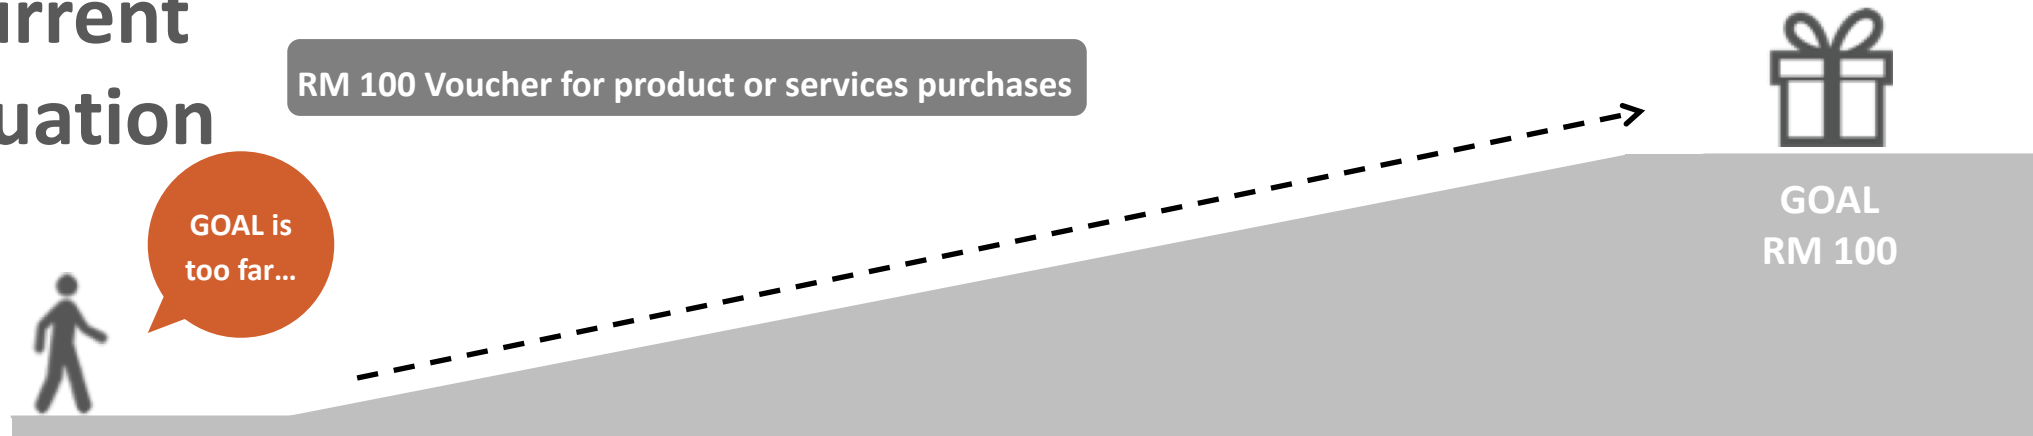 urrent
uation
RM 100 Voucher for product or services purchases
GOAL is
too far...
GOAL
RM 100